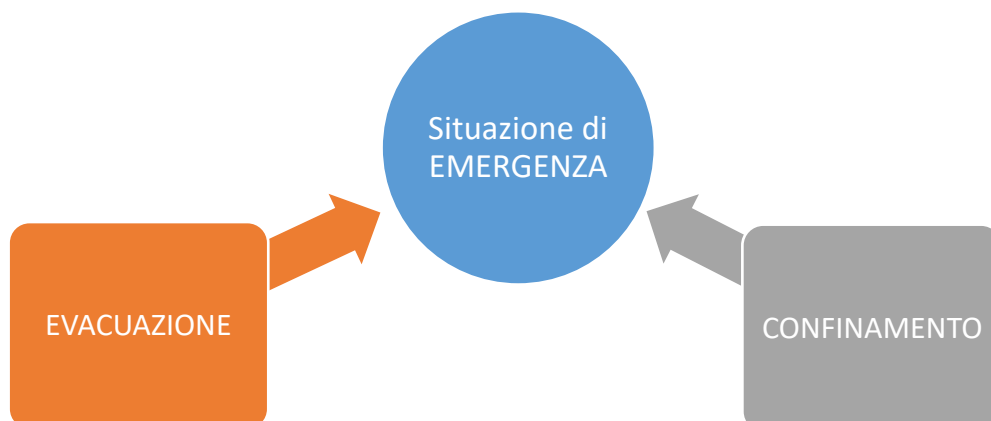 Situazione di
EMERGENZA
EVACUAZIONE
CONFINAMENTO